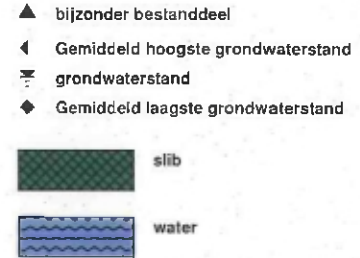 bijzonder bestanddeel
Gemiddeld hoogste grondwaterstand
grondwaterstand
Gemiddeld laagste grondwaterstand
slib
water